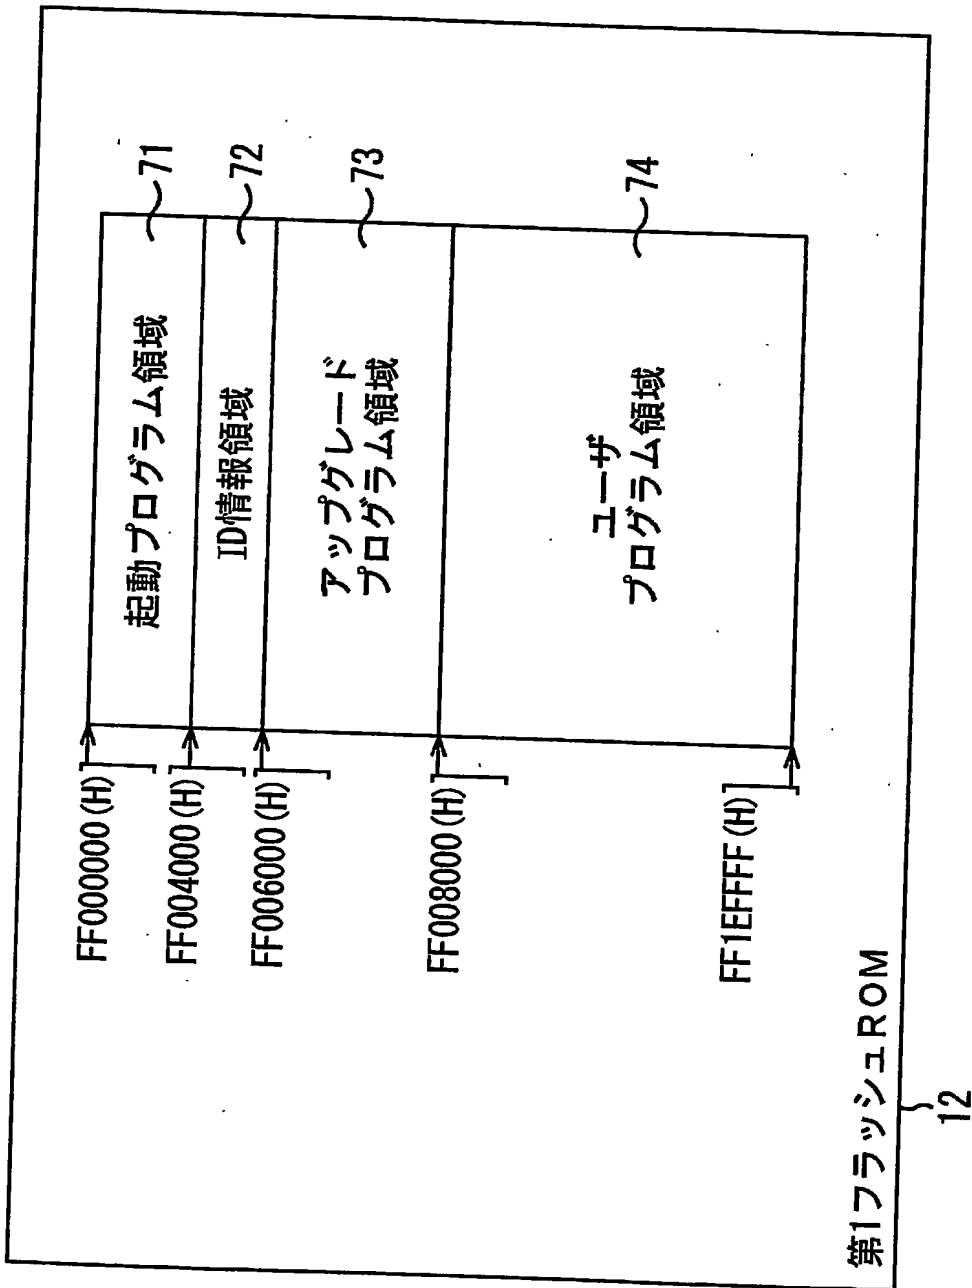 FF000000(H)
起動プログラム領域
71
FF004000(H)
ID情報領域
72
FF006000(H)
アップグレード
プログラム領域
73
FF008000(H)
ユーザ
プログラム領域
74
FF1EFFFF(H)
第1フラッシュROM
12